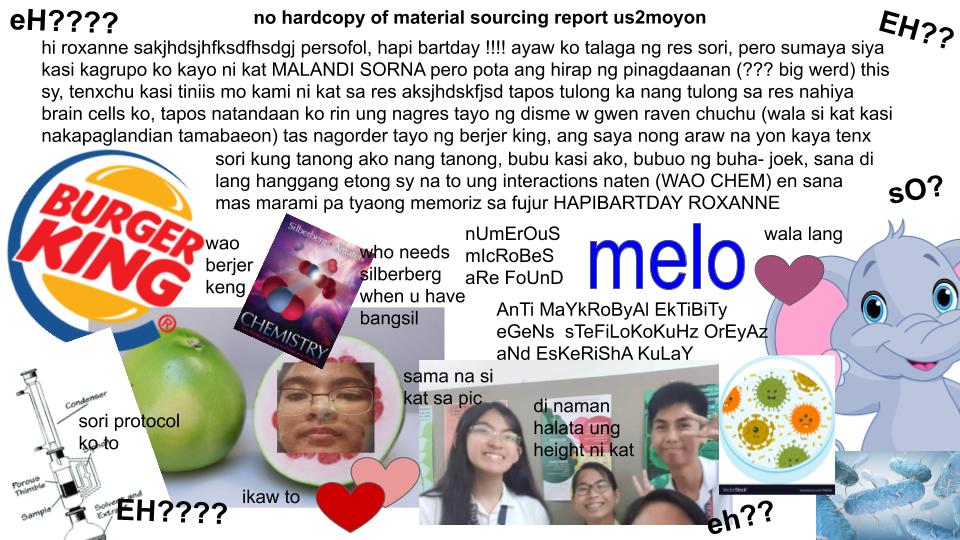 eH????
no hardcopy of material sourcing report us2moyon
EH??
hi roxanne sakjhdsjhfksdfhsdgj persofol, hapi bartday !!!! ayaw ko talaga ng res sori, pero sumaya siya
kasi kagrupo ko kayo ni kat MALANDI SORNA pero pota ang hirap ng pinagdaanan (??? big werd) this
sy, tenxchu kasi tiniis mo kami ni kat sa res aksjhdskfjsd tapos tulong ka nang tulong sa res nahiya
brain cells ko, tapos natandaan ko rin ung nagres tayo ng disme w gwen raven chuchu (wala si kat kasi
nakapaglandian tamabaeon) tas nagorder tayo ng berjer king, ang saya nong araw na yon kaya tenx
sori kung tanong ako nang tanong, bubu kasi ako, bubuo ng buha- joek, sana di
lang hanggang etong sy na to ung interactions naten (WAO CHEM) en sana
mas marami pa tyaong memoriz sa fujur HAPIBARTDAY ROXANNE
sO?
BURGER
KING
®
wao
berjer
keng
Silberberg
CHEMISTRY
who needs
silberberg
when u have
bangsil
nUmErOuS
mIcRoBeS
aRe FoUnD
melo
wala lang
AnTi MaYkRoByAl EkTiBiTy
eGeNs sTeFiLoKoKuHz OrEyAz
aNd EsKeRiShA KuLaY
sama na si
kat sa pic
di naman
halata ung
height ni kat
Condenser
sori protocol
ko to
Porous
Thimble
Sample
Solvent and
ikaw to
EH????
eh??
VectorStock